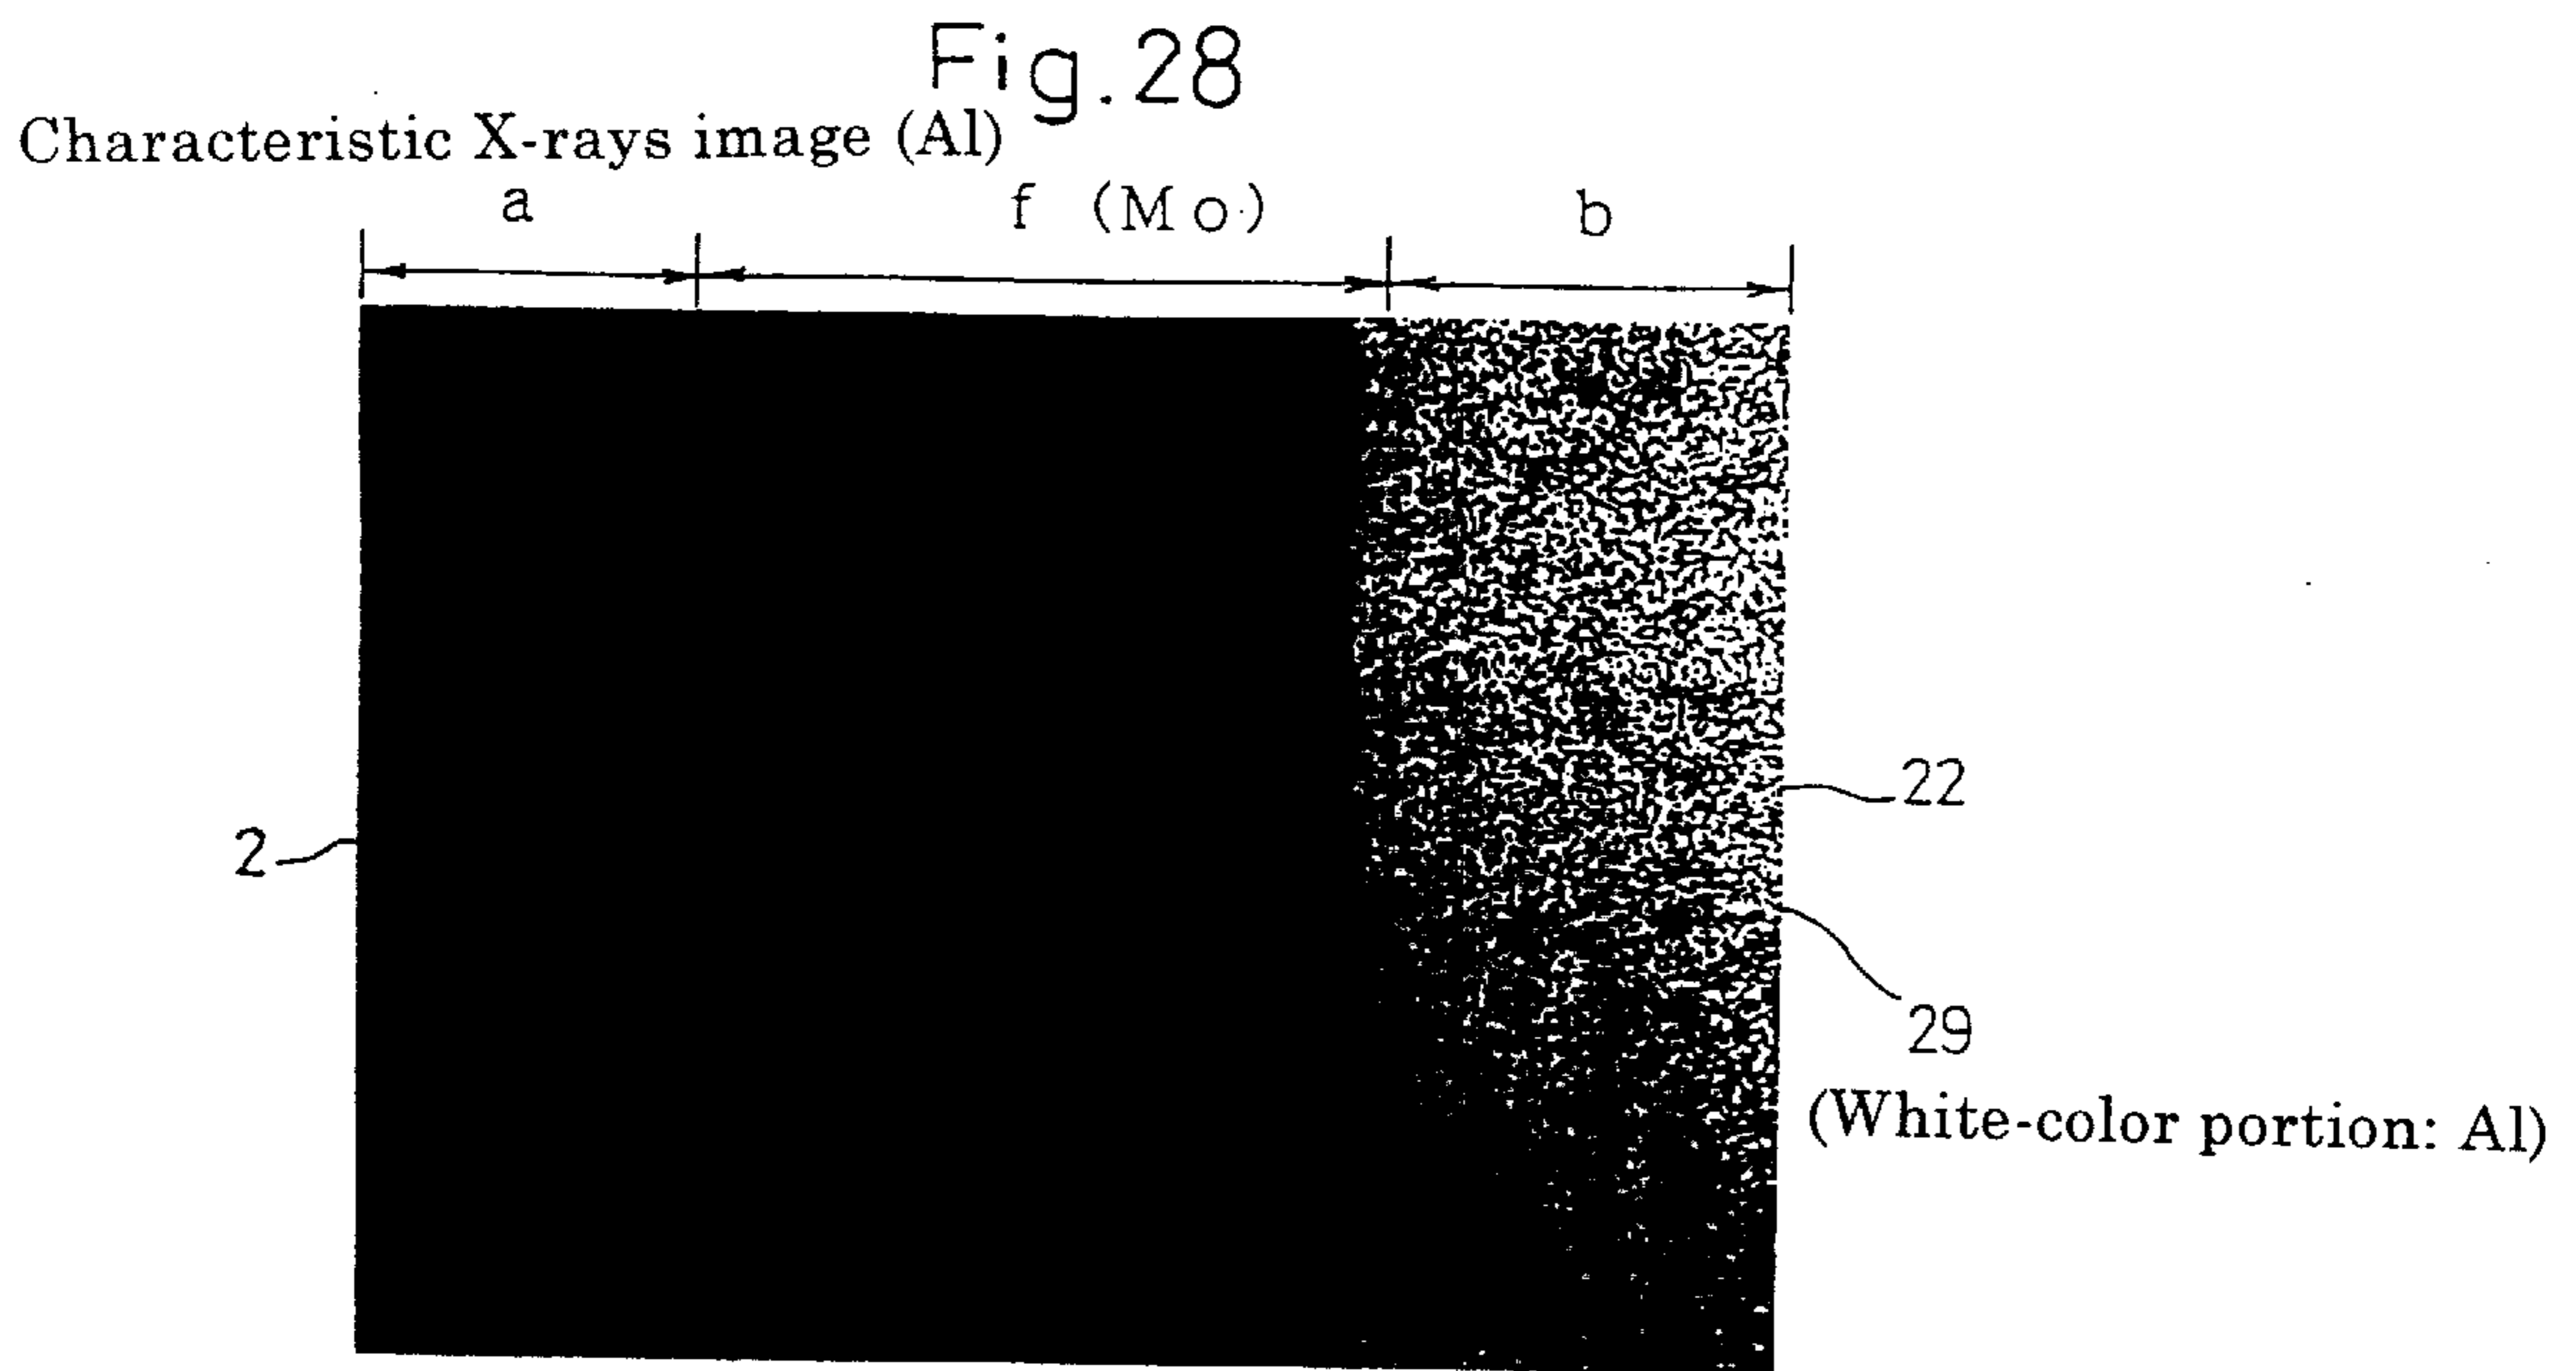 Fig.28
Characteristic X-rays image (Al)
a f (Mo) b
22
2
29
(White-color portion: Al)